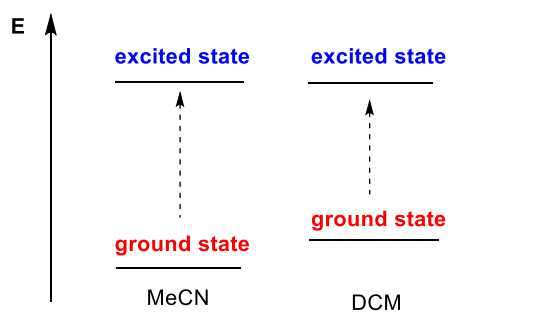 E
excited state
excited state
ground state
ground state
MeCN
DCM